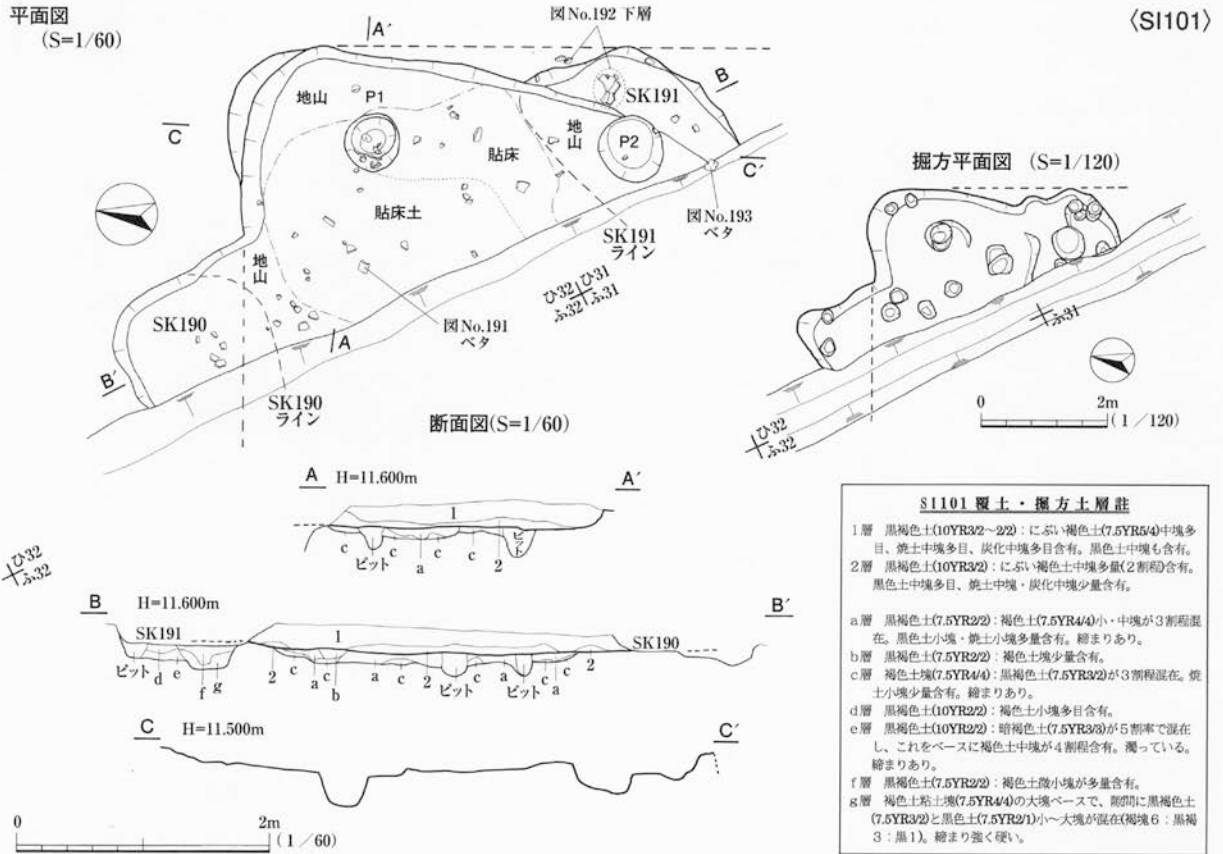 平面図
(S=1/60)
〈SI101〉
A′
図No.192 下層
B
SK191
地山
P1
C
地山
P2
貼床
C′
貼床土
図No.193
ベタ
SK191
ライン
地山
ひ32 ひ31
ふ32 ふ31
図No.191
ベタ
SK190
A
B′
SK190
ライン
掘方平面図 (S=1/120)
ふ31
ひ32
ふ32
0 2m
(1/120)
断面図(S=1/60)
A H=11.600m A′
1
c ピット c a c 2 ピット
ひ32
ふ32
B H=11.600m B′
SK191 1 SK190
ピット d e f g 2 c a c b a c 2 ピット c a ピット c a 2
C H=11.500m C′
0 2m
(1/60)
SI101 覆土・掘方土層註
1層 黒褐色土(10YR3/2～2/2)：にぶい褐色土(7.5YR5/4)中塊多
目、焼土中塊多目、炭化中塊多目含有。黒色土中塊も含有。
2層 黒褐色土(10YR3/2)：にぶい褐色土中塊多量(2割程)含有。
黒色土中塊多目、焼土中塊・炭化中塊少量含有。
a層 黒褐色土(7.5YR2/2)：褐色土(7.5YR4/4)小・中塊が3割程混
在。黒色土小塊・焼土小塊多量含有。締まりあり。
b層 黒褐色土(7.5YR2/2)：褐色土塊少量含有。
c層 褐色土塊(7.5YR4/4)：黒褐色土(7.5YR3/2)が3割程混在。焼
土小塊少量含有。締まりあり。
d層 黒褐色土(10YR2/2)：褐色土小塊多目含有。
e層 黒褐色土(10YR2/2)：暗褐色土(7.5YR3/3)が5割率で混在
し、これをベースに褐色土中塊が4割程含有。濁っている。
締まりあり。
f層 黒褐色土(7.5YR2/2)：褐色土微小塊が多量含有。
g層 褐色土粘土塊(7.5YR4/4)の大塊ベースで、隙間に黒褐色土
(7.5YR3/2)と黒色土(7.5YR2/1)小～大塊が混在(褐塊6：黒褐
3：黒1)。締まり強く硬い。